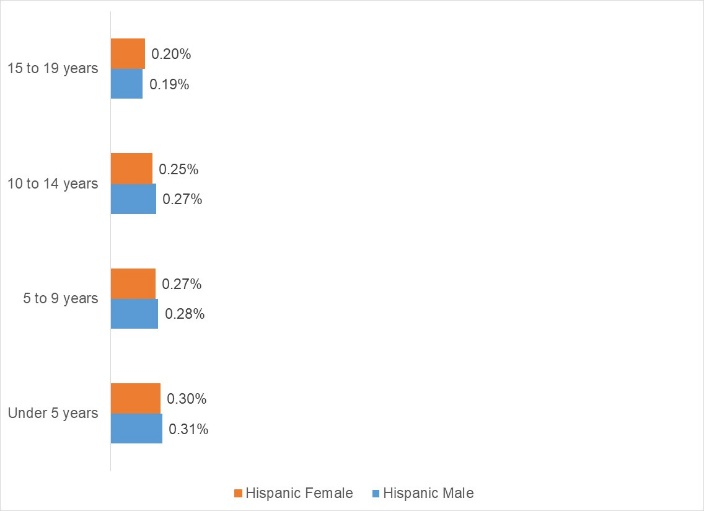 0.20%
15 to 19 years
0.19%
0.25%
10 to 14 years
0.27%
0.27%
5 to 9 years
0.28%
0.30%
Under 5 years
0.31%
Hispanic Female Hispanic Male